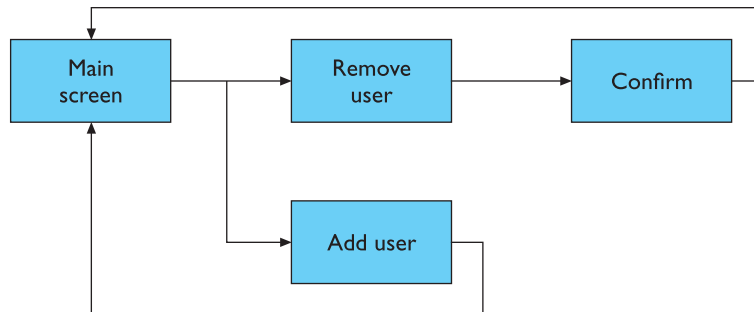 Main
screen
Remove
user
Confirm
Add user